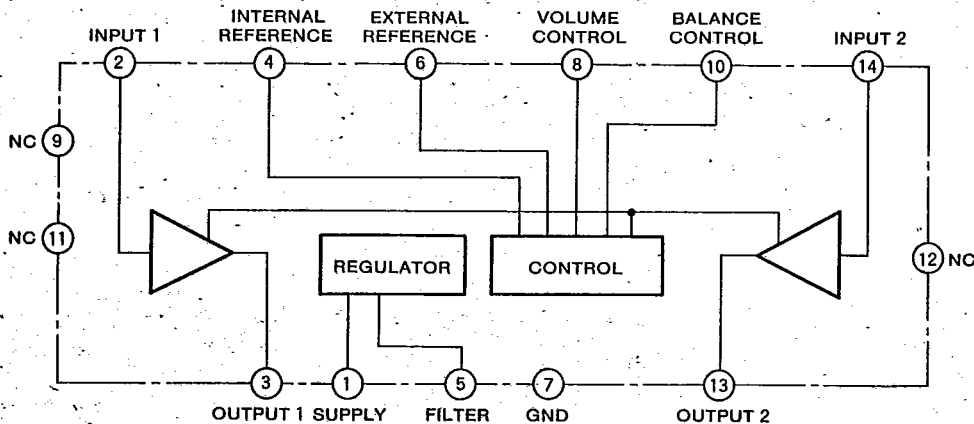 INPUT 1
INTERNAL
REFERENCE
EXTERNAL
REFERENCE
VOLUME
CONTROL
BALANCE
CONTROL
INPUT 2
2
4
6
8
10
14
NC 9
NC 11
REGULATOR
CONTROL
12 NC
3
1
5
7
13
OUTPUT 1
SUPPLY
FILTER
GND
OUTPUT 2